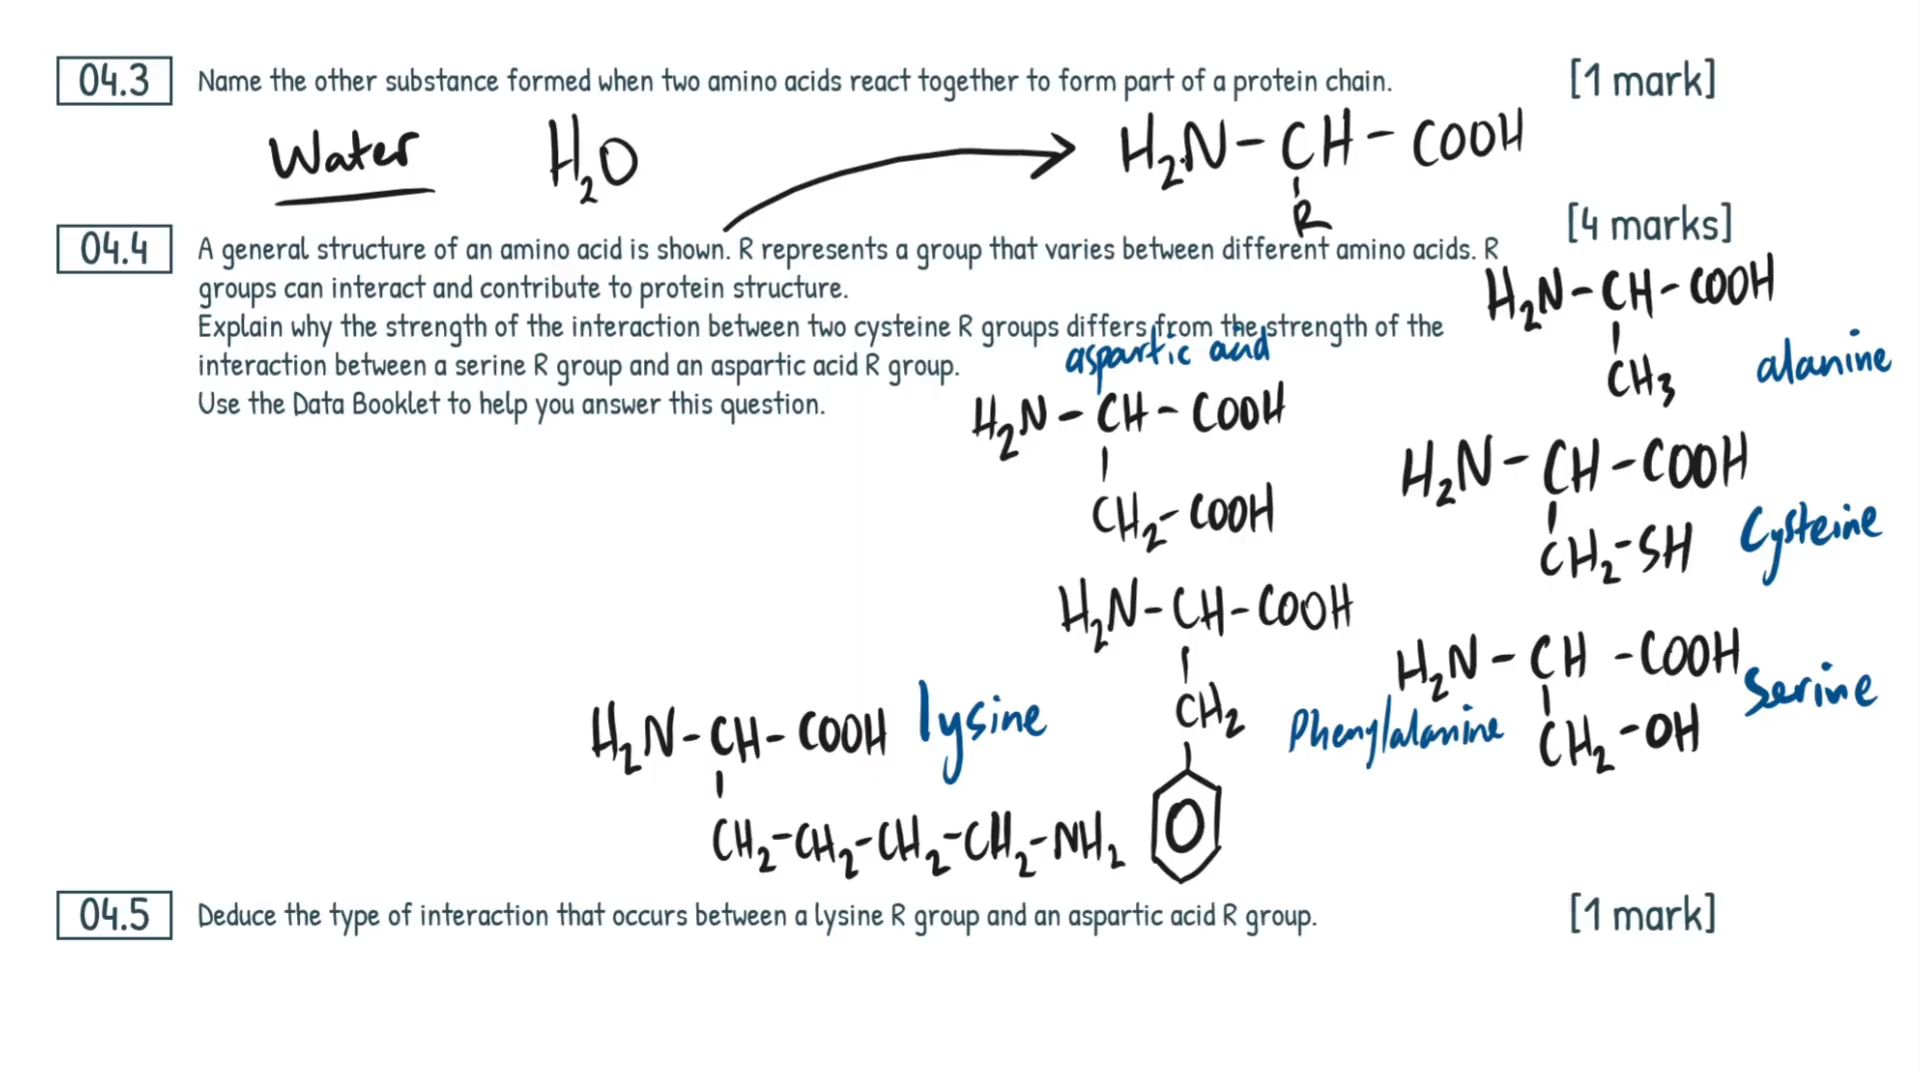 04.3 Name the other substance formed when two amino acids react together to form part of a protein chain. [1 mark]
Water H₂O
H₂N-CH-COOH
R
04.4 A general structure of an amino acid is shown. R represents a group that varies between different amino acids. R [4 marks]
groups can interact and contribute to protein structure.
Explain why the strength of the interaction between two cysteine R groups differs from the strength of the
interaction between a serine R group and an aspartic acid R group.
Use the Data Booklet to help you answer this question.
H₂N-CH-COOH
CH₃
alanine
aspartic acid
H₂N-CH-COOH
CH₂-COOH
H₂N-CH-COOH
CH₂-SH
Cysteine
H₂N-CH-COOH
CH₂
Phenylalanine
H₂N-CH-COOH
CH₂-OH
Serine
H₂N-CH-COOH
lysine
CH₂-CH₂-CH₂-CH₂-NH₂
04.5 Deduce the type of interaction that occurs between a lysine R group and an aspartic acid R group. [1 mark]